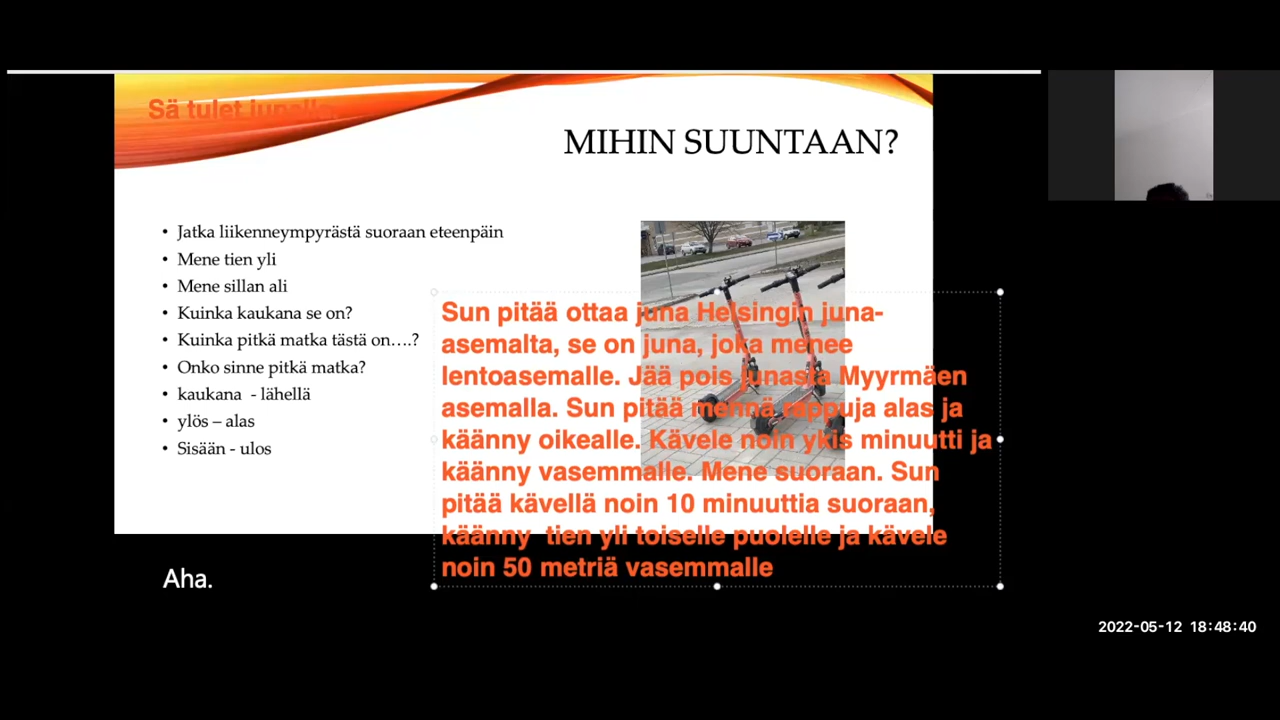 Sä tulet junalla.
MIHIN SUUNTAAN?
• Jatka liikenneympyrästä suoraan eteenpäin
• Mene tien yli
• Mene sillan ali
• Kuinka kaukana se on?
• Kuinka pitkä matka tästä on….?
• Onko sinne pitkä matka?
• kaukana - lähellä
• ylös – alas
• Sisään - ulos
Sun pitää ottaa juna Helsingin juna-
asemalta, se on juna, joka menee
lentoasemalle. Jää pois junasta Myyrmäen
asemalla. Sun pitää mennä rappuja alas ja
käänny oikealle. Kävele noin ykis minuutti ja
käänny vasemmalle. Mene suoraan. Sun
pitää kävellä noin 10 minuuttia suoraan,
käänny tien yli toiselle puolelle ja kävele
noin 50 metriä vasemmalle
Aha.
2022-05-12 18:48:40